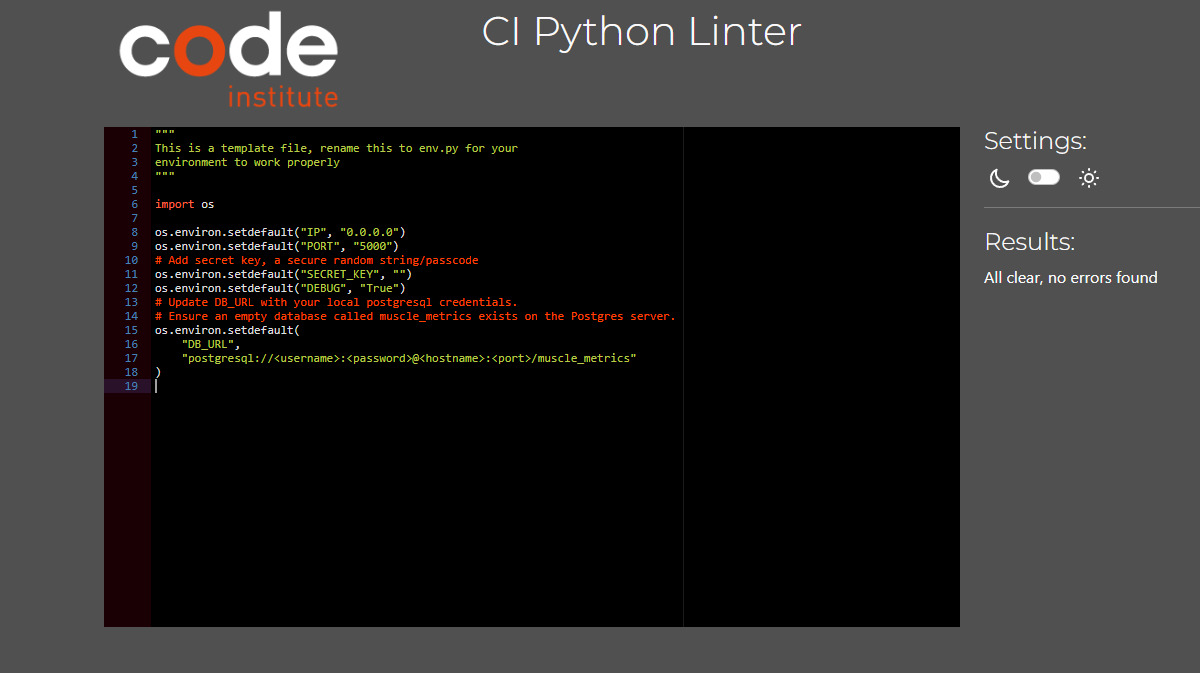 code
institute
CI Python Linter
1 """
2 This is a template file, rename this to env.py for your
3 environment to work properly
4 """
5
6 import os
7
8 os.environ.setdefault("IP", "0.0.0.0")
9 os.environ.setdefault("PORT", "5000")
10 # Add secret key, a secure random string/passcode
11 os.environ.setdefault("SECRET_KEY", "")
12 os.environ.setdefault("DEBUG", "True")
13 # Update DB_URL with your local postgresql credentials.
14 # Ensure an empty database called muscle_metrics exists on the Postgres server.
15 os.environ.setdefault(
16     "DB_URL",
17     "postgresql://<username>:<password>@<hostname>:<port>/muscle_metrics"
18 )
19
Settings:
Results:
All clear, no errors found